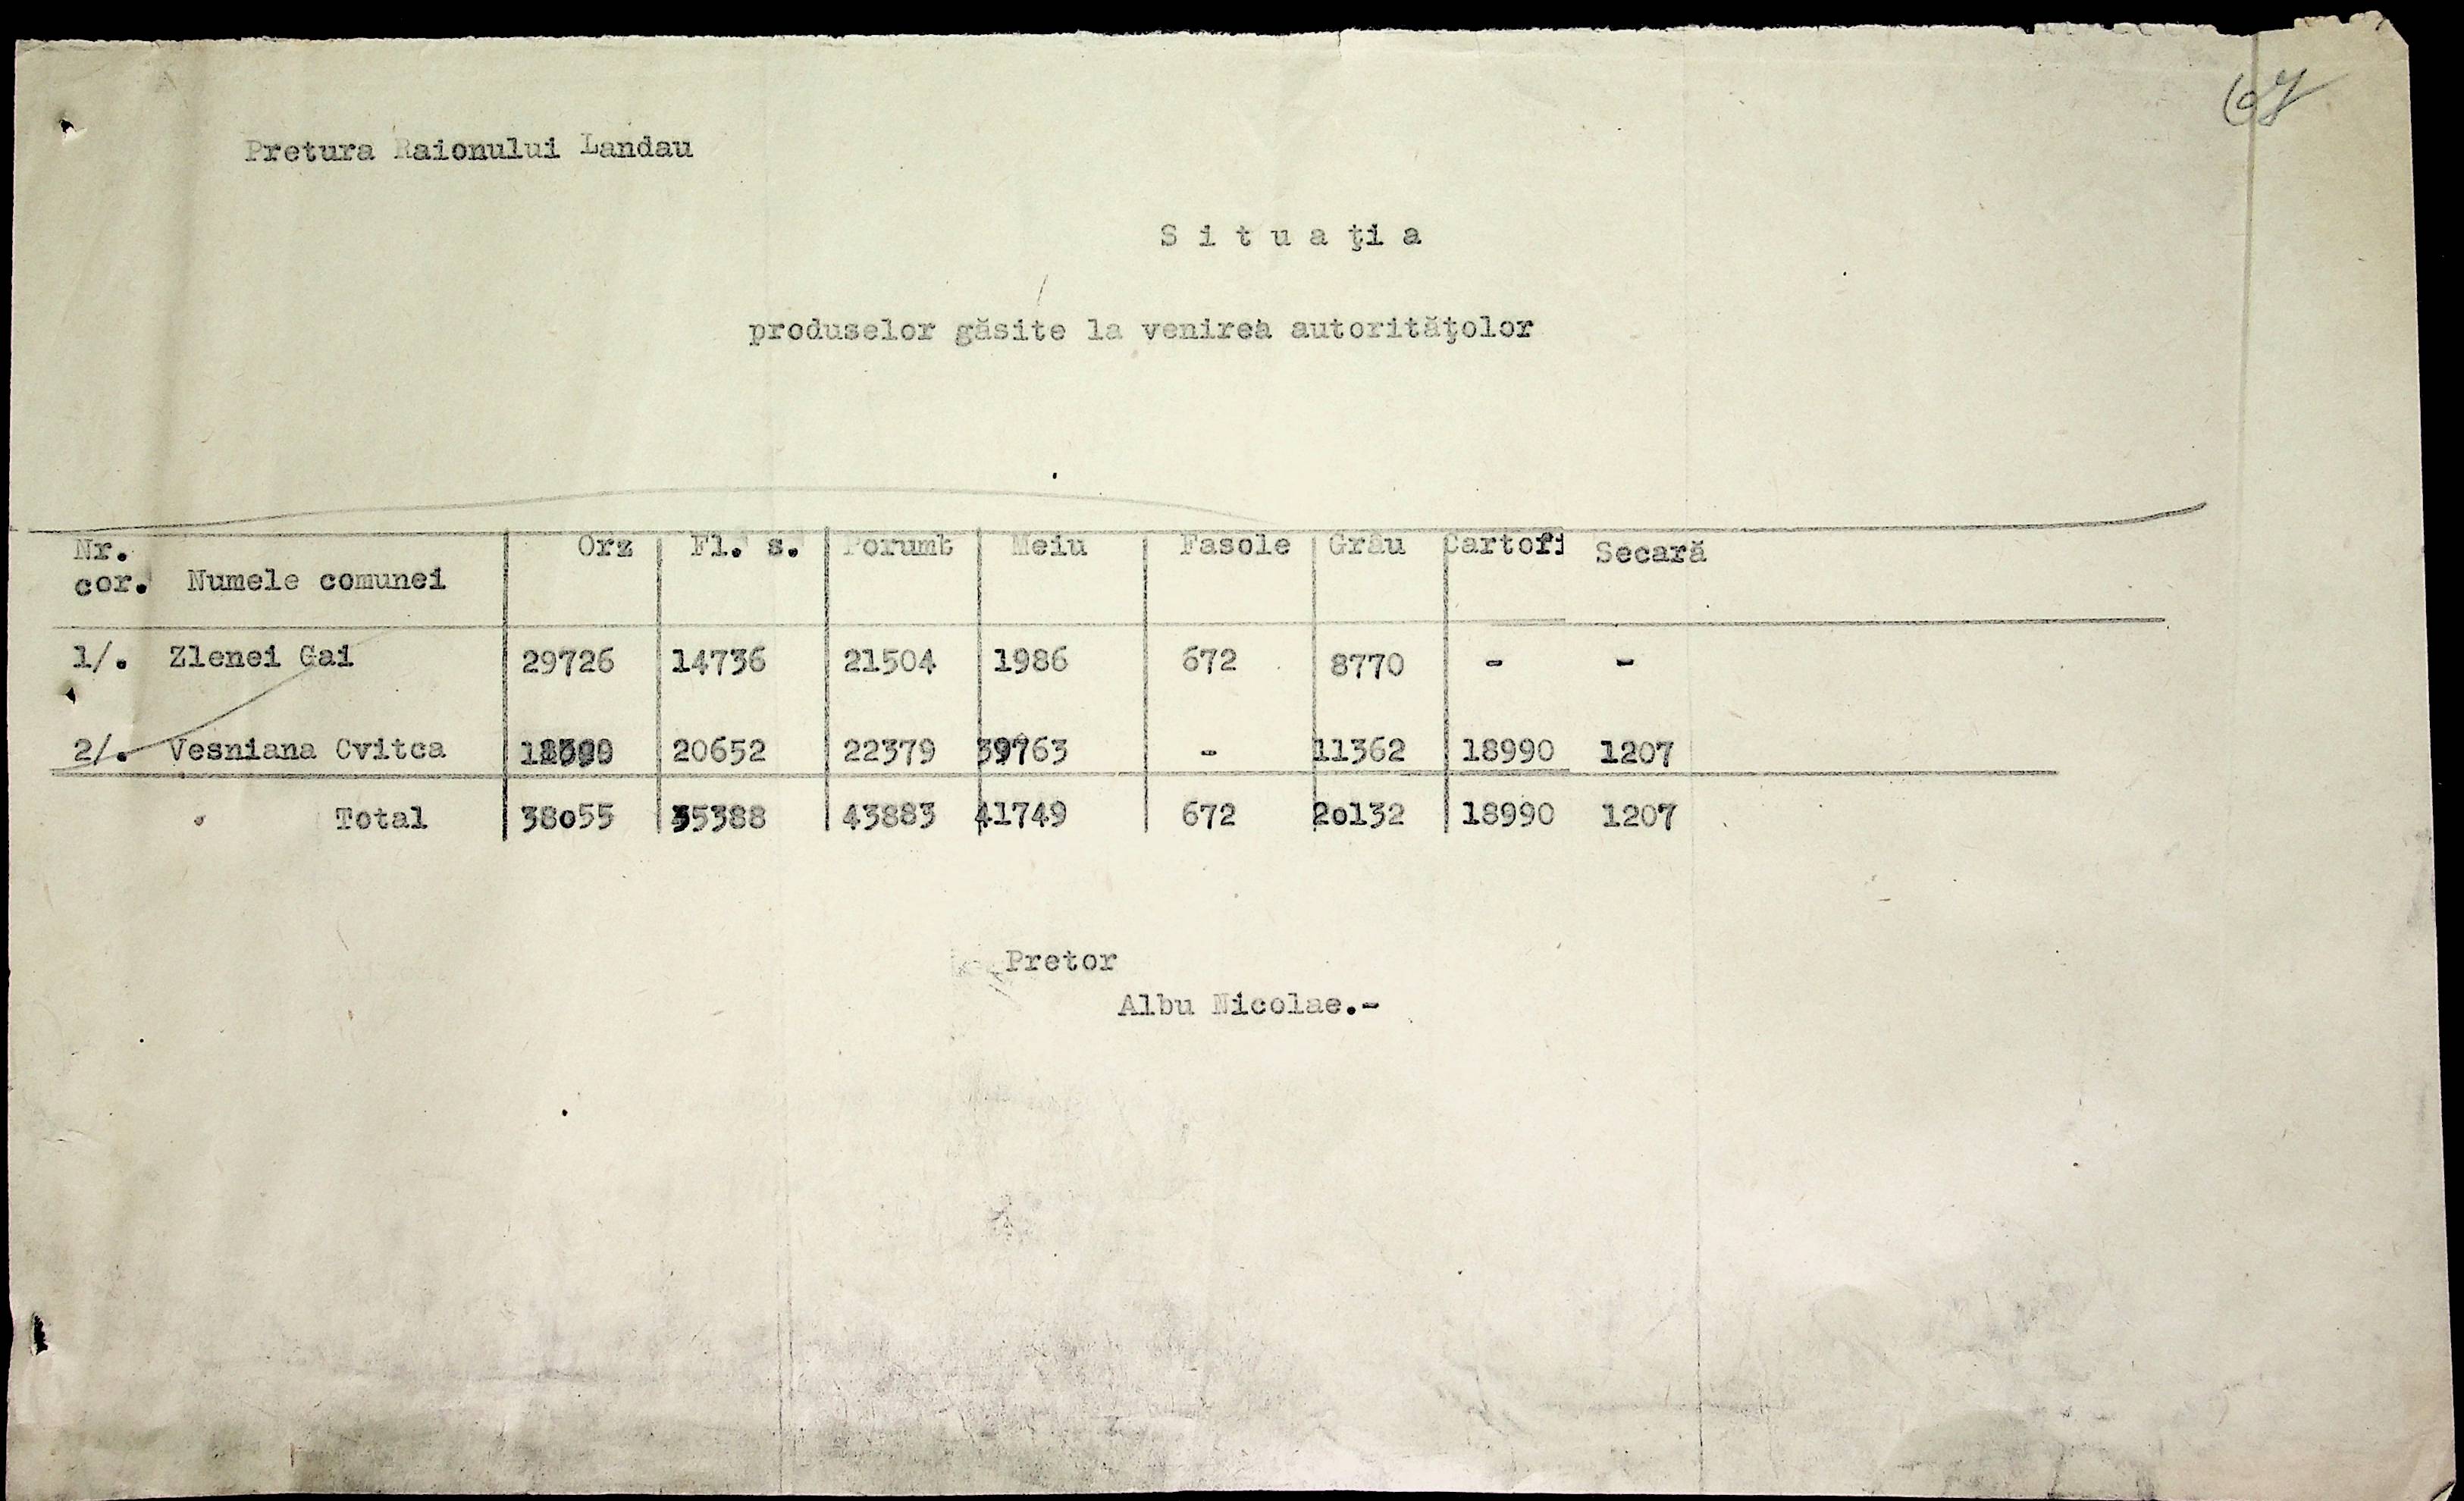 67
Pretura Raionului Landau
S i t u a ţi a
produselor găsite la venirea autorităţolor
Nr. cor. Numele comunei Orz Fl. s. Porumb Meiu Fasole Grâu Cartofi Secară
1/. Zlenei Gai 29726 14736 21504 1986 672 8770 - -
2/. Vesniana Cvitca 20652 22379 39763 - 11362 18990 1207
Total 38o55 35388 43883 41749 672 2o132 18990 1207
Pretor
Albu Nicolae.-